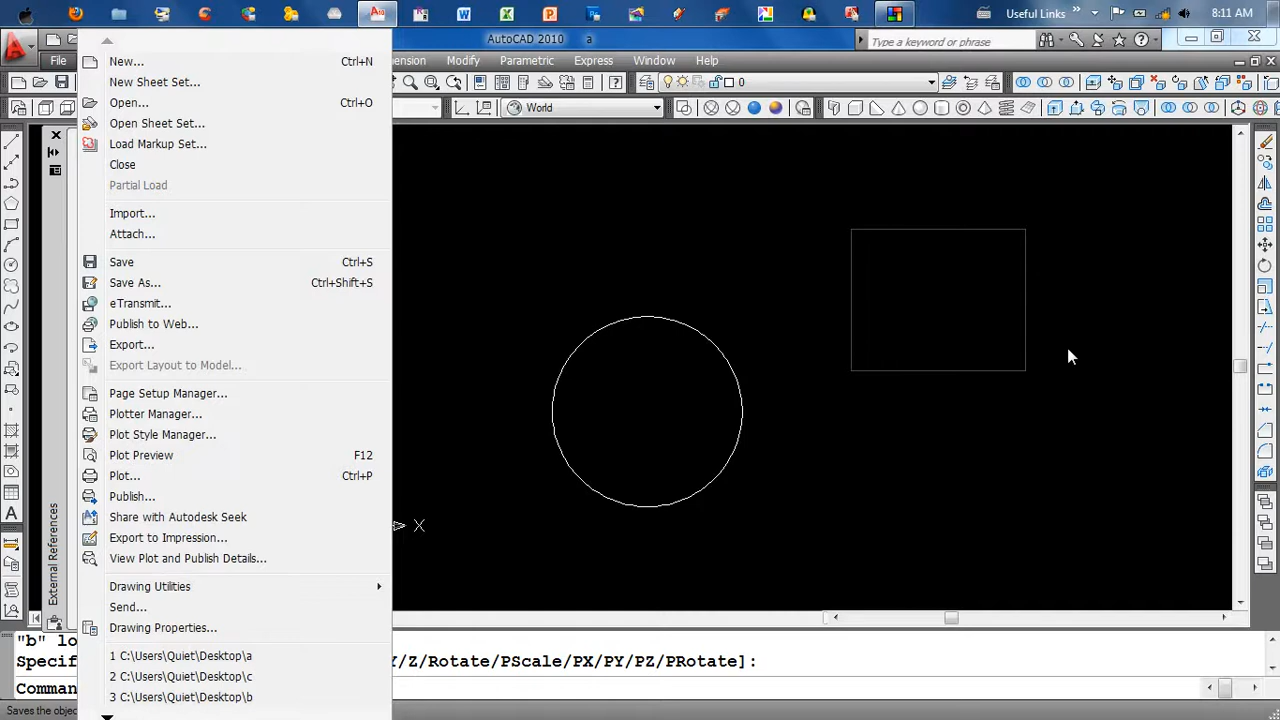 Useful Links
8:11 AM
AutoCAD 2010 a
Type a keyword or phrase
File
Modify
Parametric
Express
Window
Help
0
World
New... Ctrl+N
New Sheet Set...
Open... Ctrl+O
Open Sheet Set...
Load Markup Set...
Close
Partial Load
Import...
Attach...
Save Ctrl+S
Save As... Ctrl+Shift+S
eTransmit...
Publish to Web...
Export...
Export Layout to Model...
Page Setup Manager...
Plotter Manager...
Plot Style Manager...
Plot Preview F12
Plot... Ctrl+P
Publish...
Share with Autodesk Seek
Export to Impression...
View Plot and Publish Details...
Drawing Utilities
Send...
Drawing Properties...
1 C:\Users\Quiet\Desktop\a
2 C:\Users\Quiet\Desktop\c
3 C:\Users\Quiet\Desktop\b
External References
X
"b" lo
Specif Y/Z/Rotate/PScale/PX/PY/PZ/PRotate]:
Comman
Saves the obje